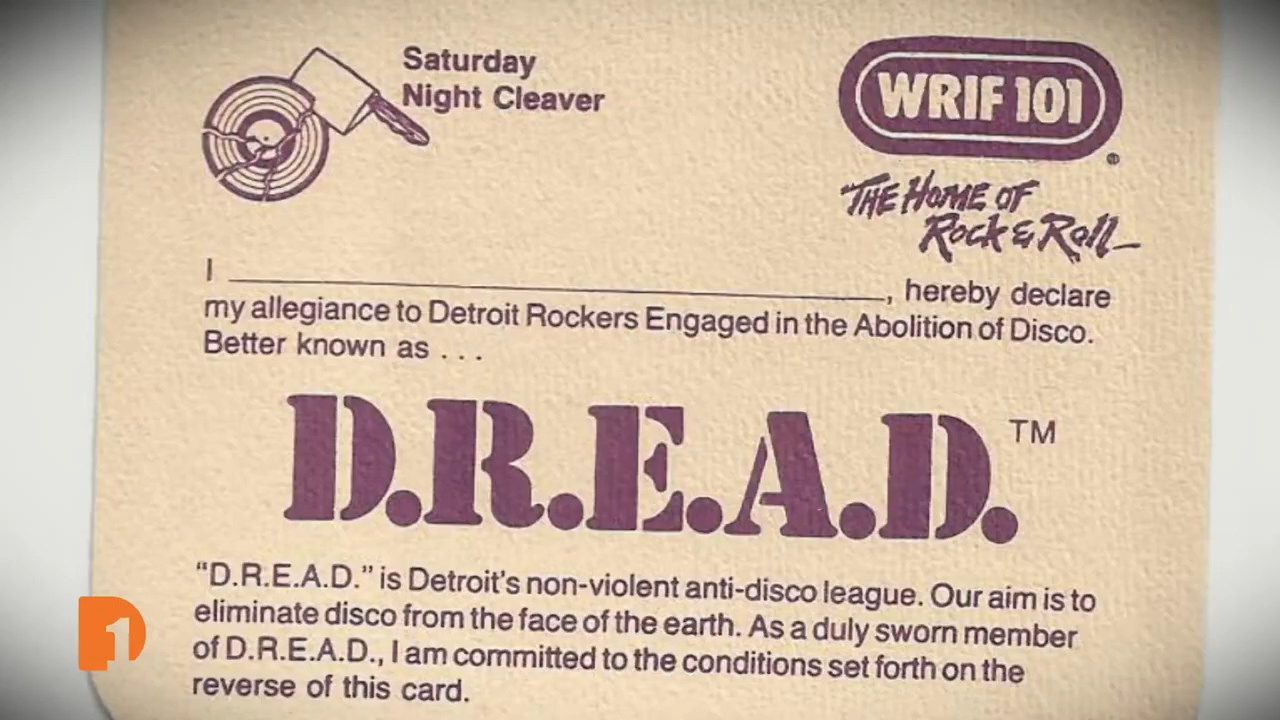 Saturday
Night Cleaver
WRIF 101
®
"THE HOME OF
ROCK & ROLL
I ____________________, hereby declare
my allegiance to Detroit Rockers Engaged in the Abolition of Disco.
Better known as . . .
D.R.E.A.D.™
“D.R.E.A.D.” is Detroit's non-violent anti-disco league. Our aim is to
eliminate disco from the face of the earth. As a duly sworn member
of D.R.E.A.D., I am committed to the conditions set forth on the
reverse of this card.
D1